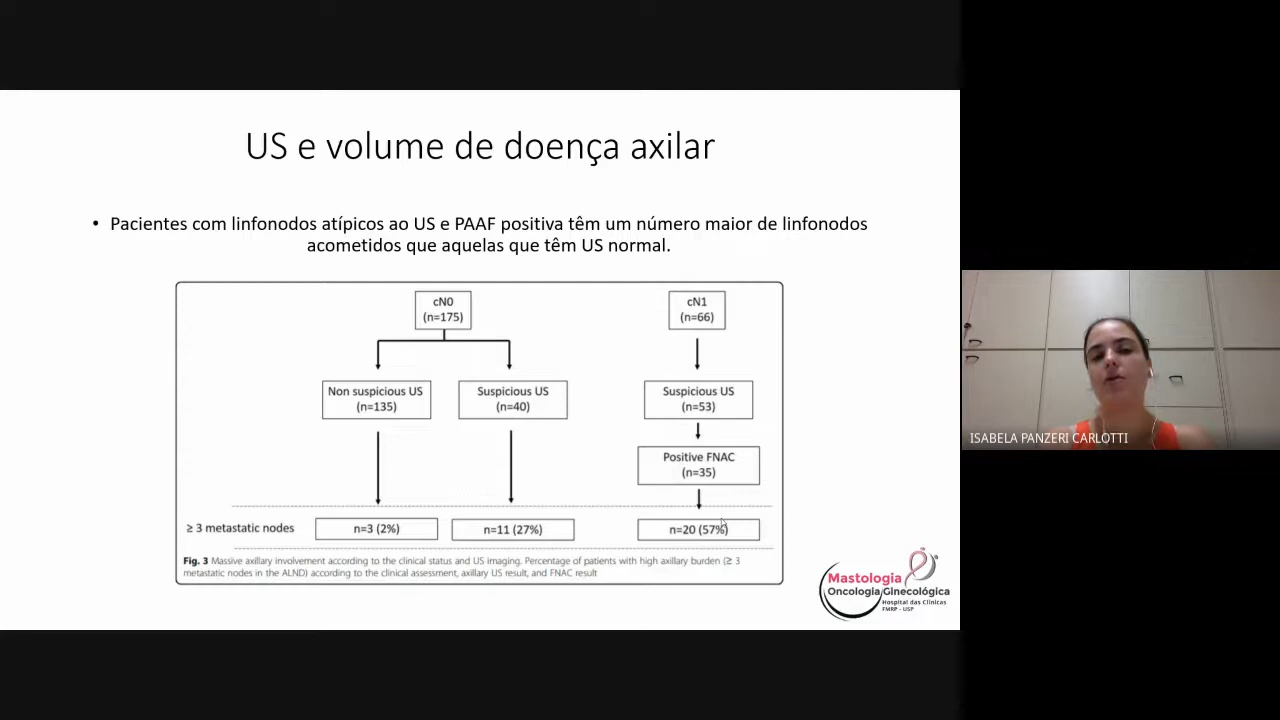 US e volume de doença axilar
• Pacientes com linfonodos atípicos ao US e PAAF positiva têm um número maior de linfonodos
acometidos que aquelas que têm US normal.
cN0
(n=175)
cN1
(n=66)
Non suspicious US
(n=135)
Suspicious US
(n=40)
Suspicious US
(n=53)
Positive FNAC
(n=35)
≥ 3 metastatic nodes
n=3 (2%)
n=11 (27%)
n=20 (57%)
Fig. 3 Massive axillary involvement according to the clinical status and US imaging. Percentage of patients with high axillary burden (≥ 3
metastatic nodes in the ALND) according to the clinical assessment, axillary US result, and FNAC result
Mastologia
Oncologia Ginecológica
Hospital das Clínicas
FMRP - USP
ISABELA PANZERI CARLOTTI